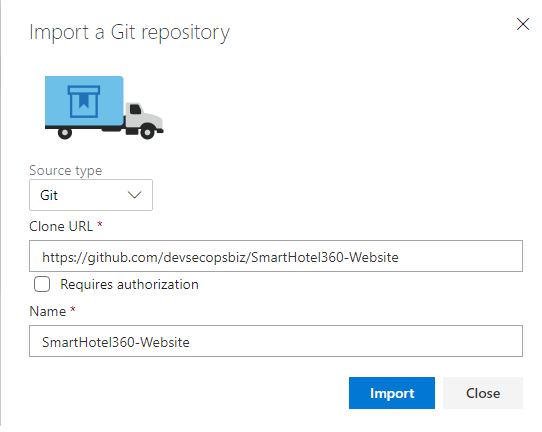 Import a Git repository
Source type
Git
Clone URL *
https://github.com/devsecopsbiz/SmartHotel360-Website
Requires authorization
Name *
SmartHotel360-Website
Import
Close